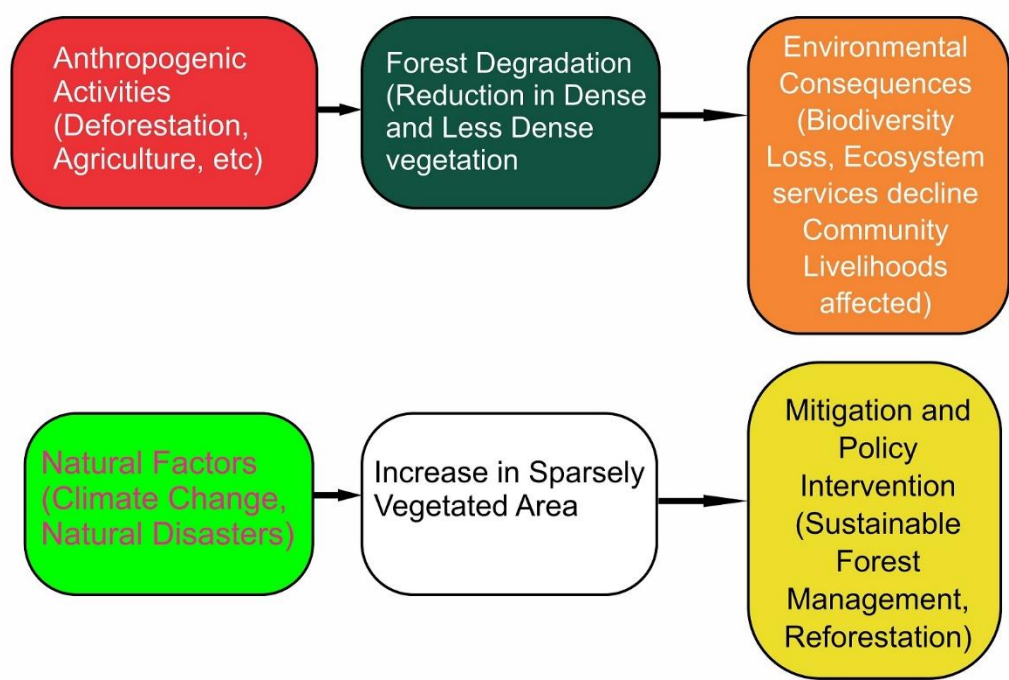 Anthropogenic
Activities
(Deforestation,
Agriculture, etc)
Forest Degradation
(Reduction in Dense
and Less Dense
vegetation
Environmental
Consequences
(Biodiversity
Loss, Ecosystem
services decline
Community
Livelihoods
affected)
Natural Factors
(Climate Change,
Natural Disasters)
Increase in Sparsely
Vegetated Area
Mitigation and
Policy
Intervention
(Sustainable
Forest
Management,
Reforestation)